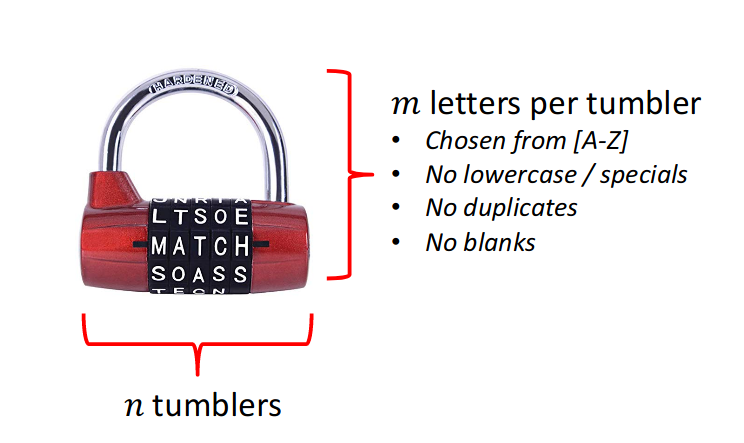 HARDENED
LTSOE
MATCH
SOASS
m letters per tumbler
• Chosen from [A-Z]
• No lowercase / specials
• No duplicates
• No blanks
n tumblers